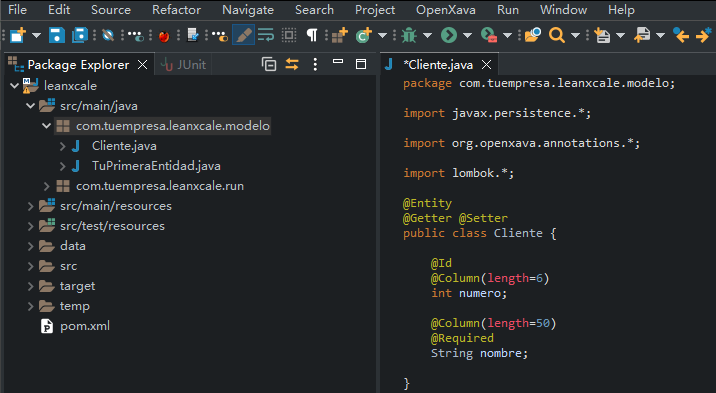 File Edit Source Refactor Navigate Search Project OpenXava Run Window Help
Package Explorer JUnit
leanxcale
src/main/java
com.tuempresa.leanxcale.modelo
Cliente.java
TuPrimeraEntidad.java
com.tuempresa.leanxcale.run
src/main/resources
src/test/resources
data
src
target
temp
pom.xml
*Cliente.java
package com.tuempresa.leanxcale.modelo;
import javax.persistence.*;
import org.openxava.annotations.*;
import lombok.*;
@Entity
@Getter @Setter
public class Cliente {
@Id
@Column(length=6)
int numero;
@Column(length=50)
@Required
String nombre;
}